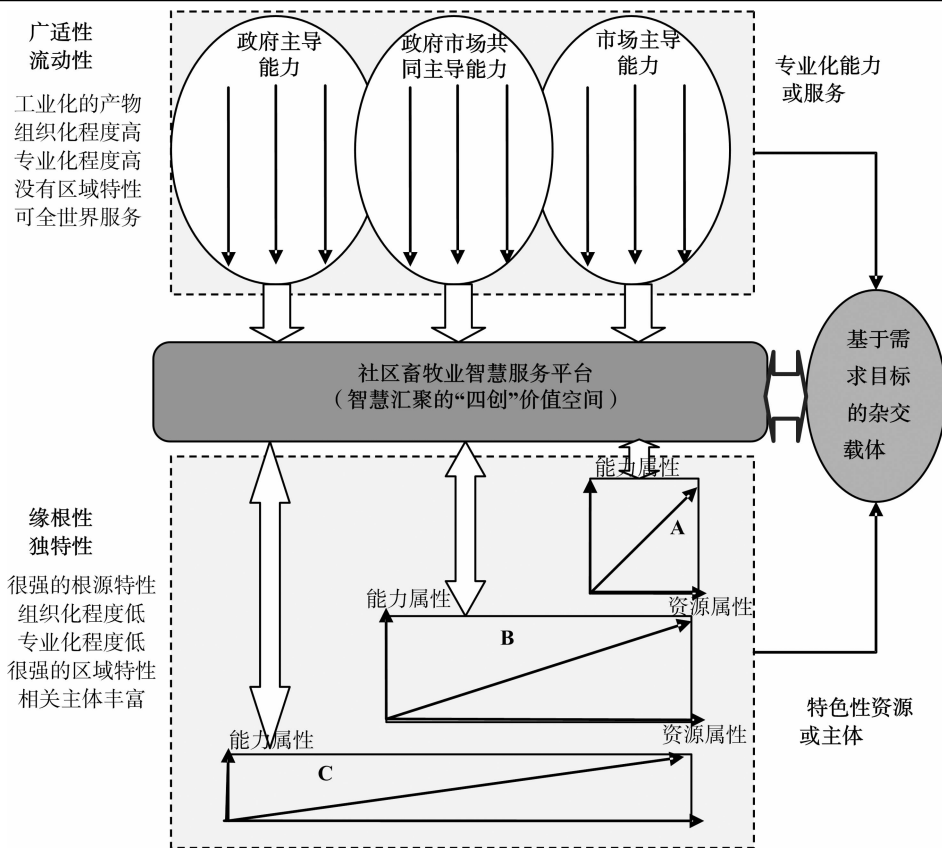 广适性
流动性
工业化的产物
组织化程度高
专业化程度高
没有区域特性
可全世界服务
政府主导
能力
政府市场共
同主导能力
市场主导
能力
专业化能力
或服务
社区畜牧业智慧服务平台
（智慧汇聚的“四创”价值空间）
基于需
求目标
的杂交
载体
缘根性
独特性
很强的根源特性
组织化程度低
专业化程度低
很强的区域特性
相关主体丰富
能力属性
A
资源属性
能力属性
B
资源属性
能力属性
C
特色性资源
或主体